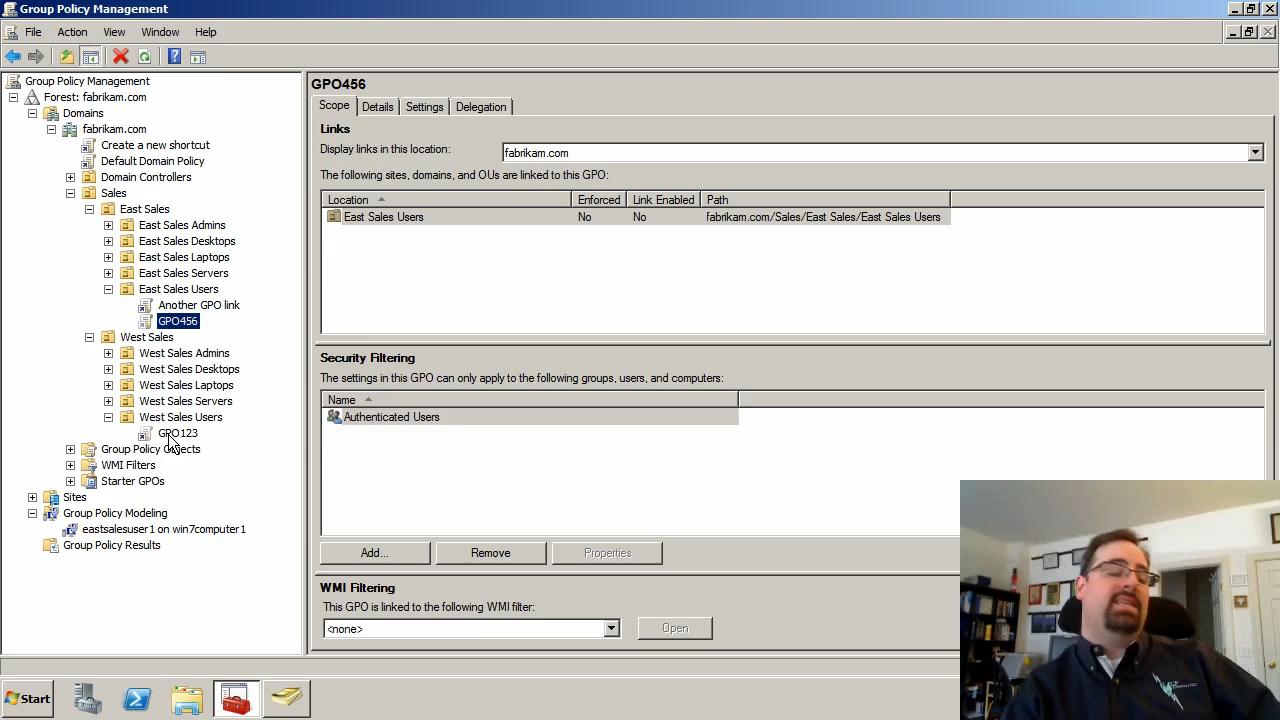 Group Policy Management
File Action View Window Help
Group Policy Management
Forest: fabrikam.com
Domains
fabrikam.com
Create a new shortcut
Default Domain Policy
Domain Controllers
Sales
East Sales
East Sales Admins
East Sales Desktops
East Sales Laptops
East Sales Servers
East Sales Users
Another GPO link
GPO456
West Sales
West Sales Admins
West Sales Desktops
West Sales Laptops
West Sales Servers
West Sales Users
GPO123
Group Policy Objects
WMI Filters
Starter GPOs
Sites
Group Policy Modeling
eastsalesuser1 on win7computer1
Group Policy Results
GPO456
Scope Details Settings Delegation
Links
Display links in this location: fabrikam.com
The following sites, domains, and OUs are linked to this GPO:
Location Enforced Link Enabled Path
East Sales Users No No fabrikam.com/Sales/East Sales/East Sales Users
Security Filtering
The settings in this GPO can only apply to the following groups, users, and computers:
Name
Authenticated Users
Add... Remove Properties
WMI Filtering
This GPO is linked to the following WMI filter:
<none> Open
Start